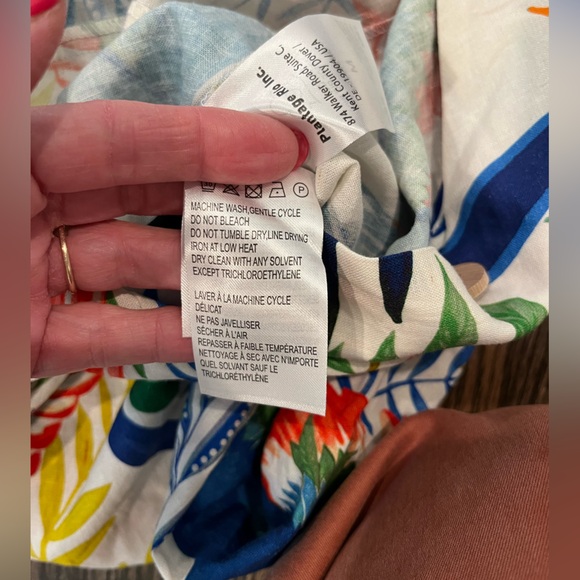 Plantage Rio Inc.
874 Walker Road, Suite C
Kent County Dover /
19904 / USA
MACHINE WASH,GENTLE CYCLE
DO NOT BLEACH
DO NOT TUMBLE DRY,LINE DRYING
IRON AT LOW HEAT
DRY CLEAN WITH ANY SOLVENT
EXCEPT TRICHLOROETHYLENE
LAVER À LA MACHINE CYCLE
DÉLICAT
NE PAS JAVELLISER
SÉCHER À L'AIR
REPASSER À FAIBLE TEMPÉRATURE
NETTOYAGE À SEC AVEC N'IMPORTE
QUEL SOLVANT SAUF LE
TRICHLORÉTHYLÈNE